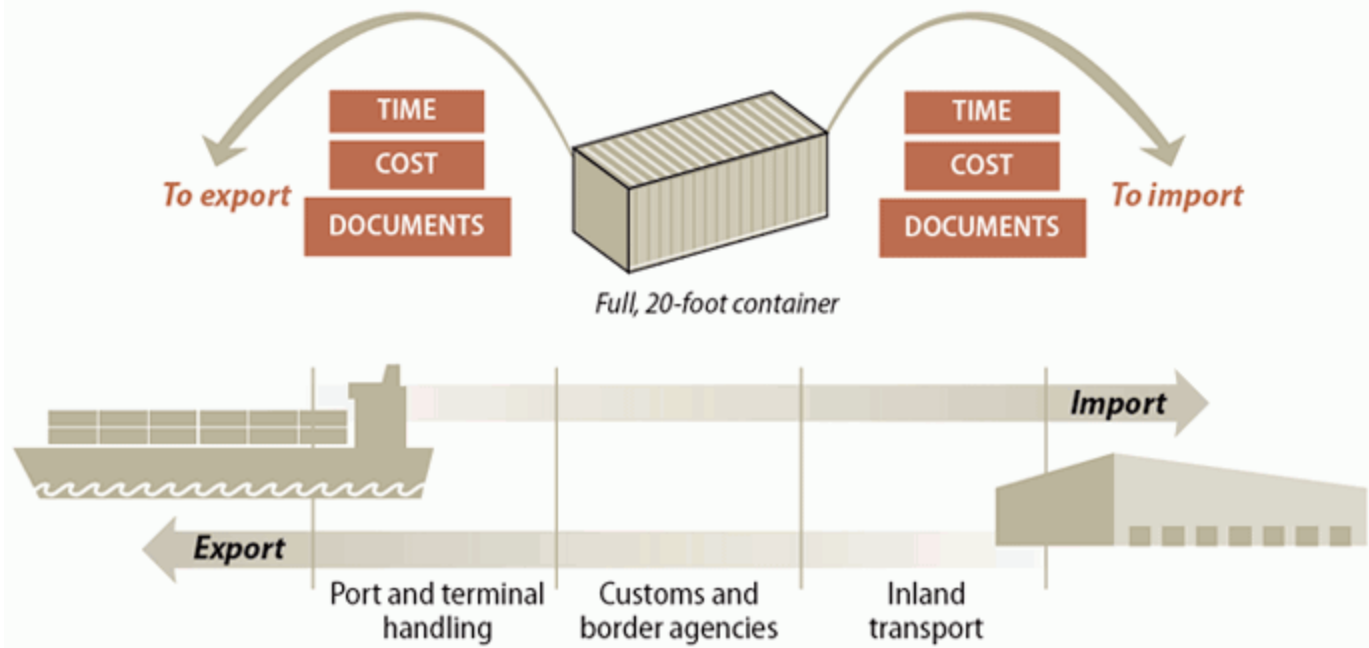 TIME
COST
DOCUMENTS
To export
TIME
COST
DOCUMENTS
To import
Full, 20-foot container
Import
Export
Port and terminal
handling
Customs and
border agencies
Inland
transport